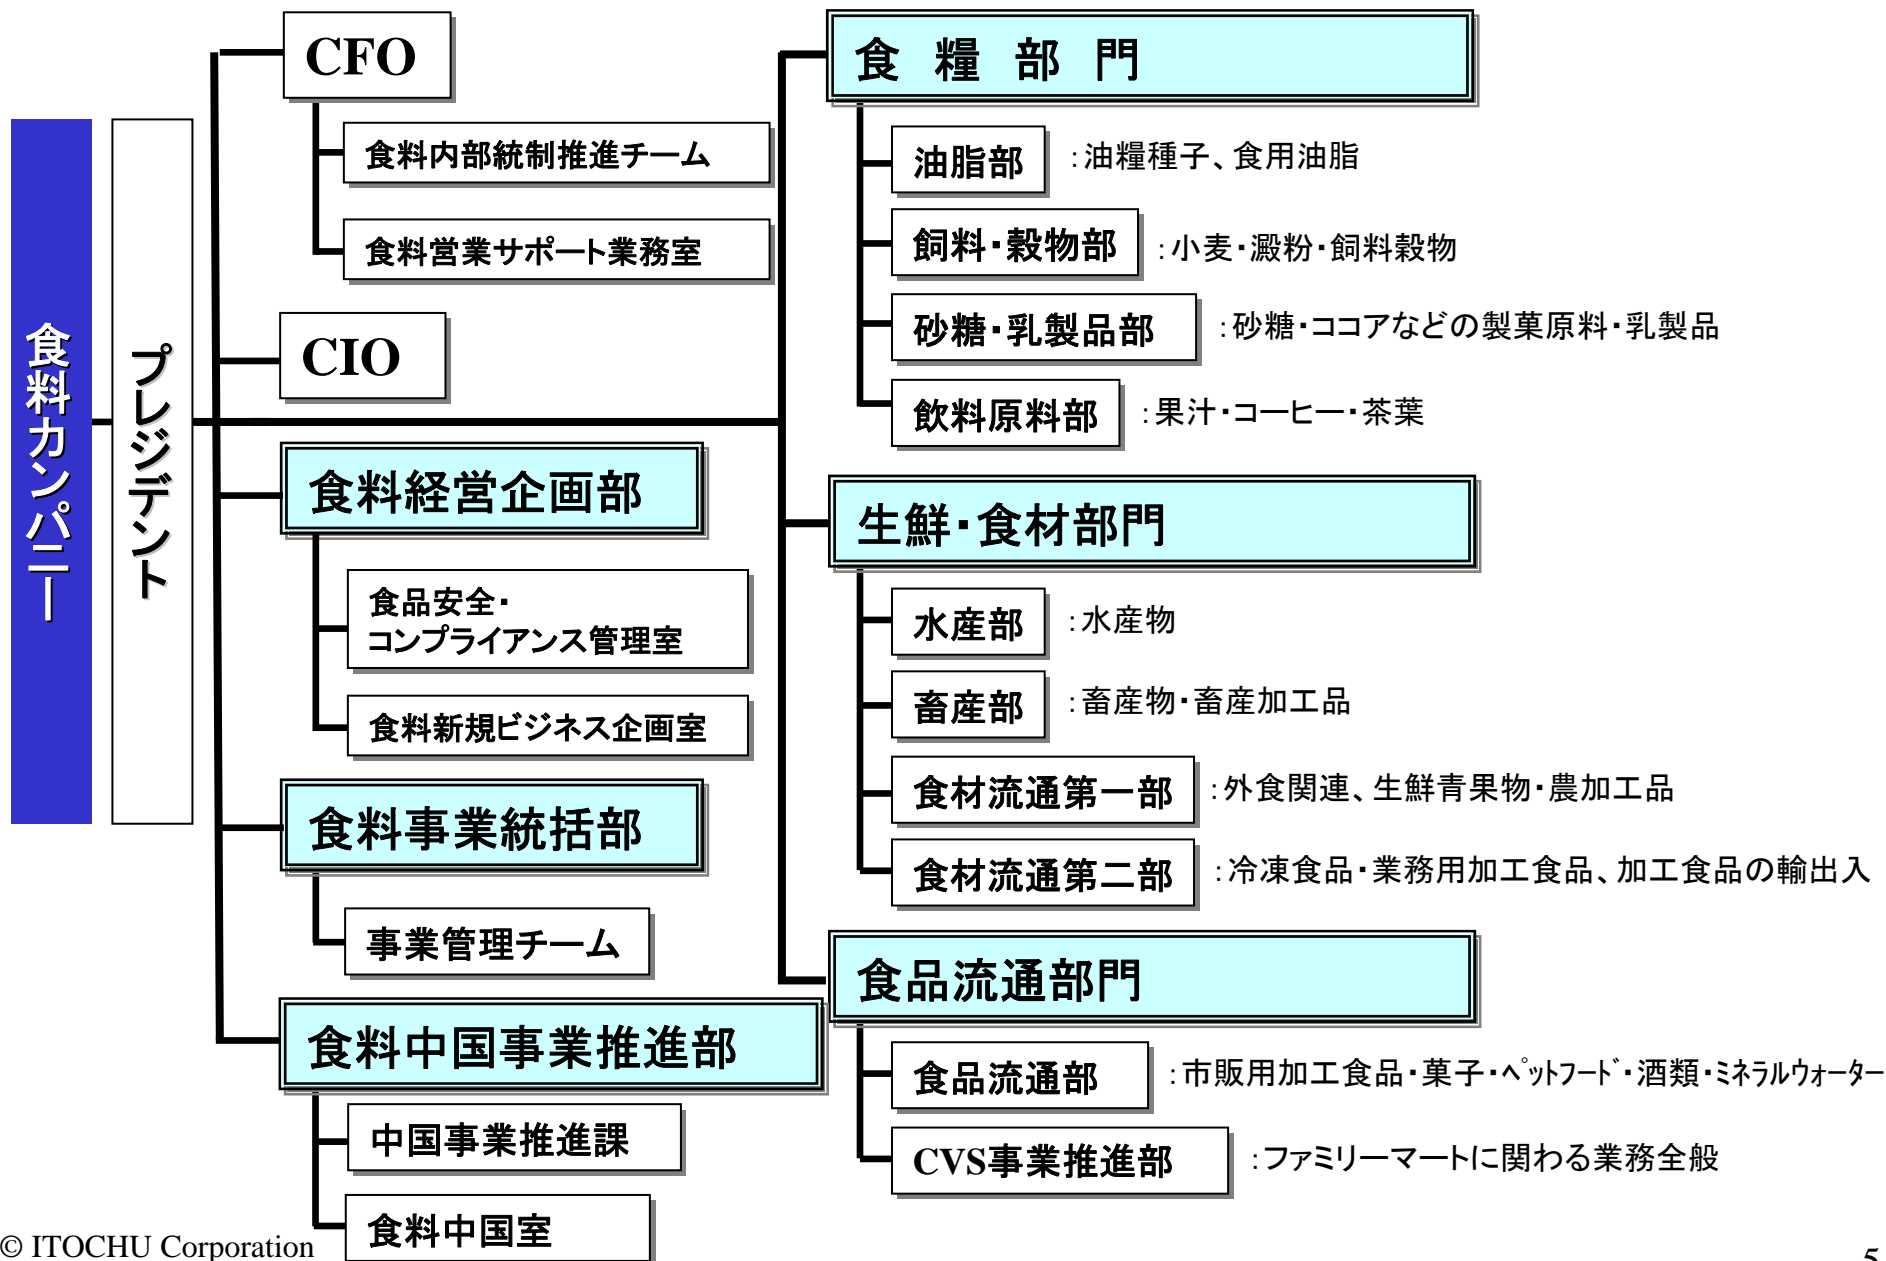 食料カンパニー
プレジデント
CFO
食料内部統制推進チーム
食料営業サポート業務室
CIO
食料経営企画部
食品安全・
コンプライアンス管理室
食料新規ビジネス企画室
食料事業統括部
事業管理チーム
食料中国事業推進部
中国事業推進課
食料中国室
食 糧 部 門
油脂部 :油糧種子、食用油脂
飼料・穀物部 :小麦・澱粉・飼料穀物
砂糖・乳製品部 :砂糖・ココアなどの製菓原料・乳製品
飲料原料部 :果汁・コーヒー・茶葉
生鮮・食材部門
水産部 :水産物
畜産部 :畜産物・畜産加工品
食材流通第一部 :外食関連、生鮮青果物・農加工品
食材流通第二部 :冷凍食品・業務用加工食品、加工食品の輸出入
食品流通部門
食品流通部 :市販用加工食品・菓子・ペットフード・酒類・ミネラルウォーター
CVS事業推進部 :ファミリーマートに関わる業務全般
© ITOCHU Corporation
5